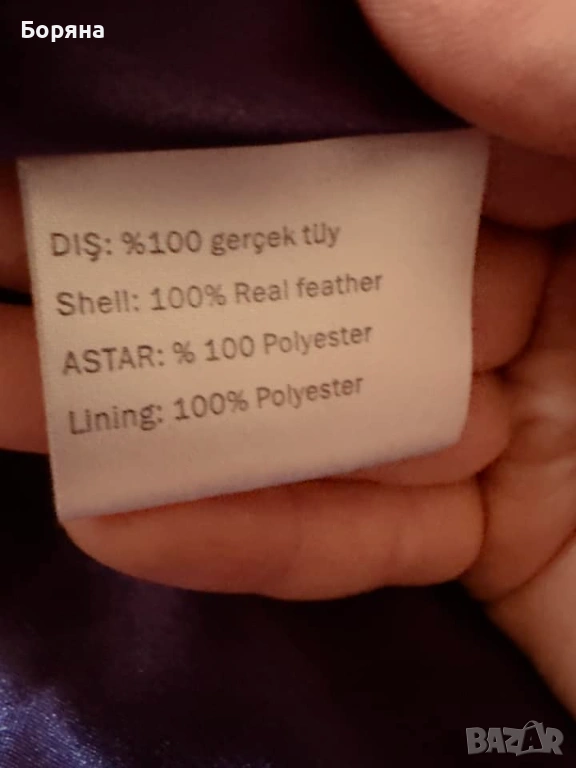 Боряна
DIŞ: %100 gerçek tüy
Shell: 100% Real feather
ASTAR: % 100 Polyester
Lining: 100% Polyester
BAZAR